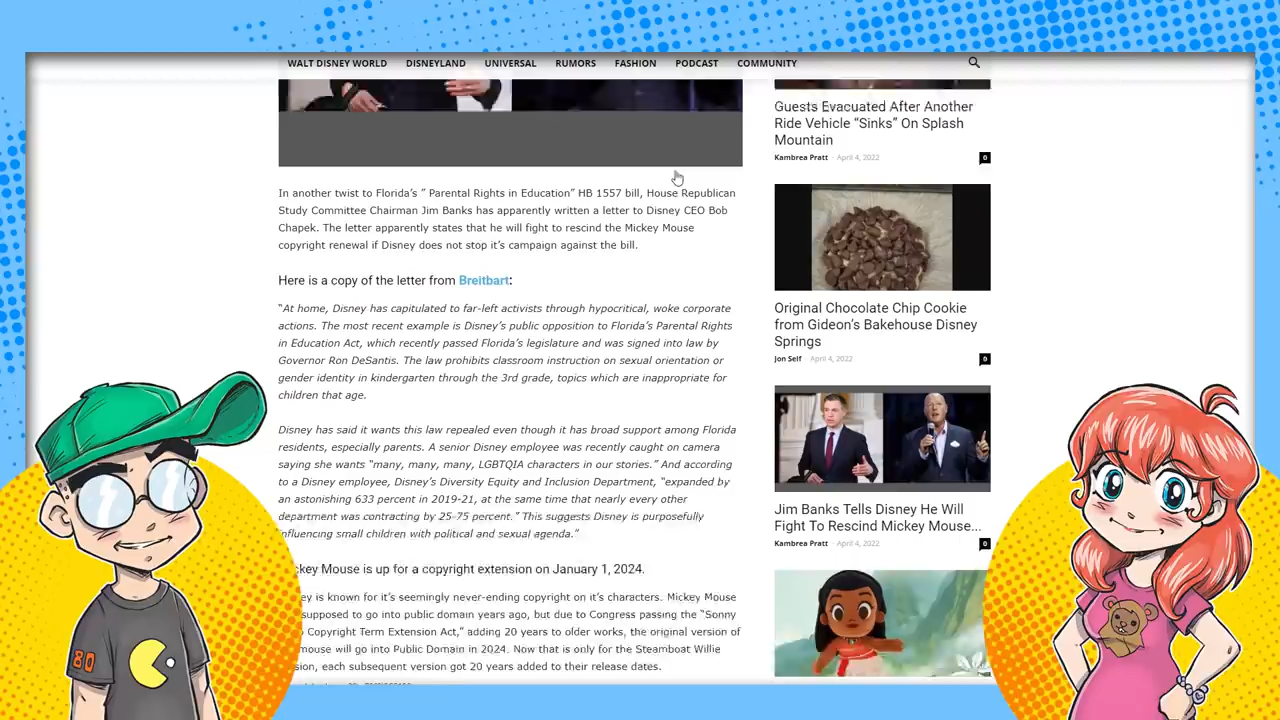 WALT DISNEY WORLD DISNEYLAND UNIVERSAL RUMORS FASHION PODCAST COMMUNITY
In another twist to Florida's " Parental Rights in Education" HB 1557 bill, House Republican
Study Committee Chairman Jim Banks has apparently written a letter to Disney CEO Bob
Chapek. The letter apparently states that he will fight to rescind the Mickey Mouse
copyright renewal if Disney does not stop it's campaign against the bill.
Here is a copy of the letter from Breitbart:
"At home, Disney has capitulated to far-left activists through hypocritical, woke corporate
actions. The most recent example is Disney's public opposition to Florida's Parental Rights
in Education Act, which recently passed Florida's legislature and was signed into law by
Governor Ron DeSantis. The law prohibits classroom instruction on sexual orientation or
gender identity in kindergarten through the 3rd grade, topics which are inappropriate for
children that age.
Disney has said it wants this law repealed even though it has broad support among Florida
residents, especially parents. A senior Disney employee was recently caught on camera
saying she wants "many, many, many, LGBTQIA characters in our stories." And according
to a Disney employee, Disney's Diversity Equity and Inclusion Department, "expanded by
an astonishing 633 percent in 2019-21, at the same time that nearly every other
department was contracting by 25-75 percent." This suggests Disney is purposefully
influencing small children with political and sexual agenda."
ckey Mouse is up for a copyright extension on January 1, 2024.
ey is known for it's seemingly never-ending copyright on it's characters. Mickey Mouse
supposed to go into public domain years ago, but due to Congress passing the "Sonny
Copyright Term Extension Act," adding 20 years to older works, the original version of
mouse will go into Public Domain in 2024. Now that is only for the Steamboat Willie
sion, each subsequent version got 20 years added to their release dates.
Guests Evacuated After Another
Ride Vehicle "Sinks" On Splash
Mountain
Kambrea Pratt - April 4, 2022 0
Original Chocolate Chip Cookie
from Gideon's Bakehouse Disney
Springs
Jon Self - April 4, 2022 0
Jim Banks Tells Disney He Will
Fight To Rescind Mickey Mouse...
Kambrea Pratt - April 4, 2022 0
80